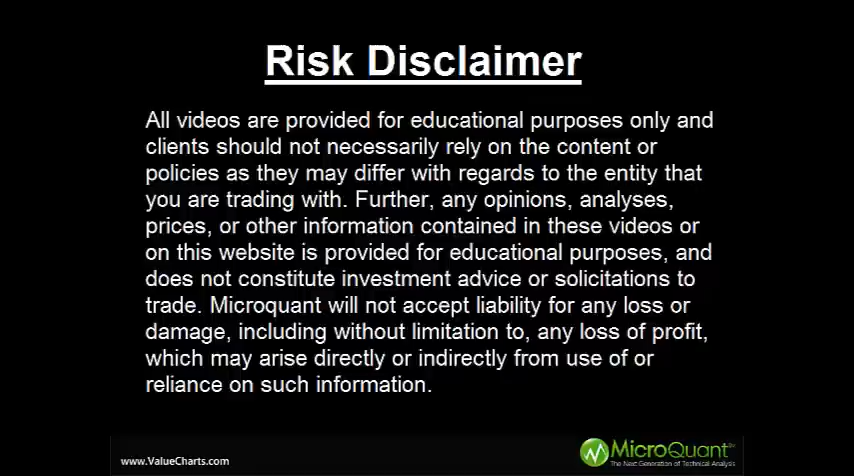 Risk Disclaimer
All videos are provided for educational purposes only and
clients should not necessarily rely on the content or
policies as they may differ with regards to the entity that
you are trading with. Further, any opinions, analyses,
prices, or other information contained in these videos or
on this website is provided for educational purposes, and
does not constitute investment advice or solicitations to
trade. Microquant will not accept liability for any loss or
damage, including without limitation to, any loss of profit,
which may arise directly or indirectly from use of or
reliance on such information.
www.ValueCharts.com
MicroQuant
The Next Generation of Technical Analysis